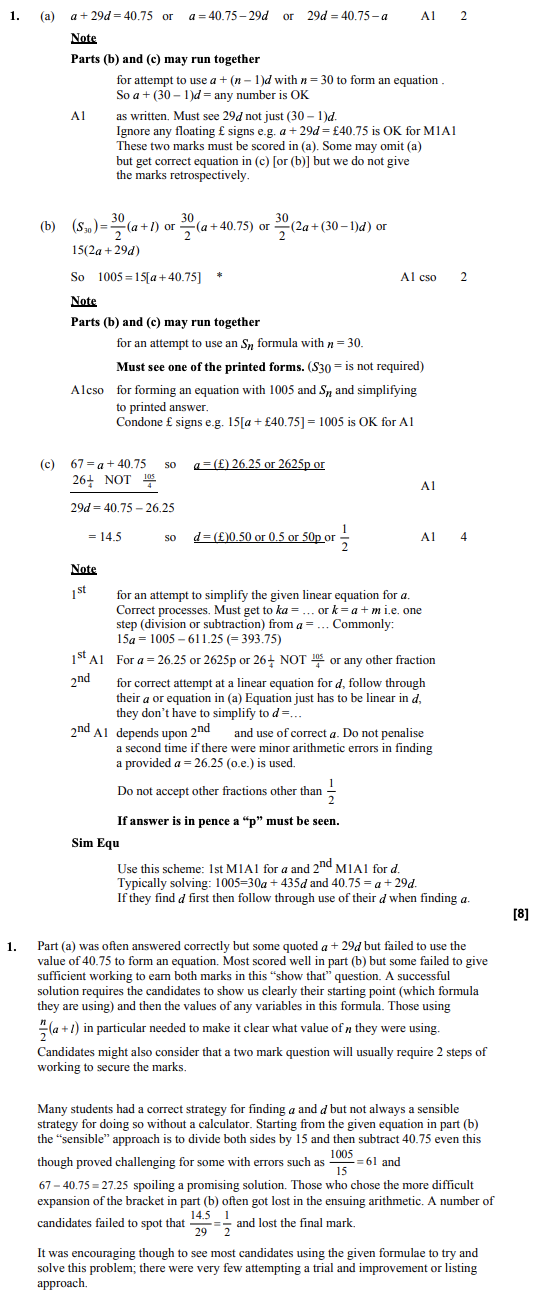 1. (a) a + 29d = 40.75 or a = 40.75 – 29d or 29d = 40.75 – a A1 2
Note
Parts (b) and (c) may run together
for attempt to use a + (n – 1)d with n = 30 to form an equation .
So a + (30 – 1)d = any number is OK
A1 as written. Must see 29d not just (30 – 1)d.
Ignore any floating £ signs e.g. a + 29d = £40.75 is OK for M1A1
These two marks must be scored in (a). Some may omit (a)
but get correct equation in (c) [or (b)] but we do not give
the marks retrospectively.
(b) (S₃₀) = 30/2 (a + l) or 30/2 (a + 40.75) or 30/2 (2a + (30 – 1)d) or
15(2a + 29d)
So 1005 = 15[a + 40.75] * A1 cso 2
Note
Parts (b) and (c) may run together
for an attempt to use an Sn formula with n = 30.
Must see one of the printed forms. (S30 = is not required)
A1cso for forming an equation with 1005 and Sn and simplifying
to printed answer.
Condone £ signs e.g. 15[a + £40.75] = 1005 is OK for A1
(c) 67 = a + 40.75 so a = (£) 26.25 or 2625p or
26¼ NOT 105/4
A1
29d = 40.75 – 26.25
= 14.5 so d = (£)0.50 or 0.5 or 50p or 1/2 A1 4
Note
1st for an attempt to simplify the given linear equation for a.
Correct processes. Must get to ka = … or k = a + m i.e. one
step (division or subtraction) from a = … Commonly:
15a = 1005 – 611.25 (= 393.75)
1st A1 For a = 26.25 or 2625p or 26¼ NOT 105/4 or any other fraction
2nd for correct attempt at a linear equation for d, follow through
their a or equation in (a) Equation just has to be linear in d,
they don't have to simplify to d =…
2nd A1 depends upon 2nd and use of correct a. Do not penalise
a second time if there were minor arithmetic errors in finding
a provided a = 26.25 (o.e.) is used.
Do not accept other fractions other than 1/2
If answer is in pence a “p” must be seen.
Sim Equ
Use this scheme: 1st M1A1 for a and 2nd M1A1 for d.
Typically solving: 1005=30a + 435d and 40.75 = a + 29d.
If they find d first then follow through use of their d when finding a.
[8]
1. Part (a) was often answered correctly but some quoted a + 29d but failed to use the
value of 40.75 to form an equation. Most scored well in part (b) but some failed to give
sufficient working to earn both marks in this “show that” question. A successful
solution requires the candidates to show us clearly their starting point (which formula
they are using) and then the values of any variables in this formula. Those using
n/2 (a + l) in particular needed to make it clear what value of n they were using.
Candidates might also consider that a two mark question will usually require 2 steps of
working to secure the marks.
Many students had a correct strategy for finding a and d but not always a sensible
strategy for doing so without a calculator. Starting from the given equation in part (b)
the “sensible” approach is to divide both sides by 15 and then subtract 40.75 even this
though proved challenging for some with errors such as 1005/15 = 61 and
67 – 40.75 = 27.25 spoiling a promising solution. Those who chose the more difficult
expansion of the bracket in part (b) often got lost in the ensuing arithmetic. A number of
candidates failed to spot that 14.5/29 = 1/2 and lost the final mark.
It was encouraging though to see most candidates using the given formulae to try and
solve this problem; there were very few attempting a trial and improvement or listing
approach.